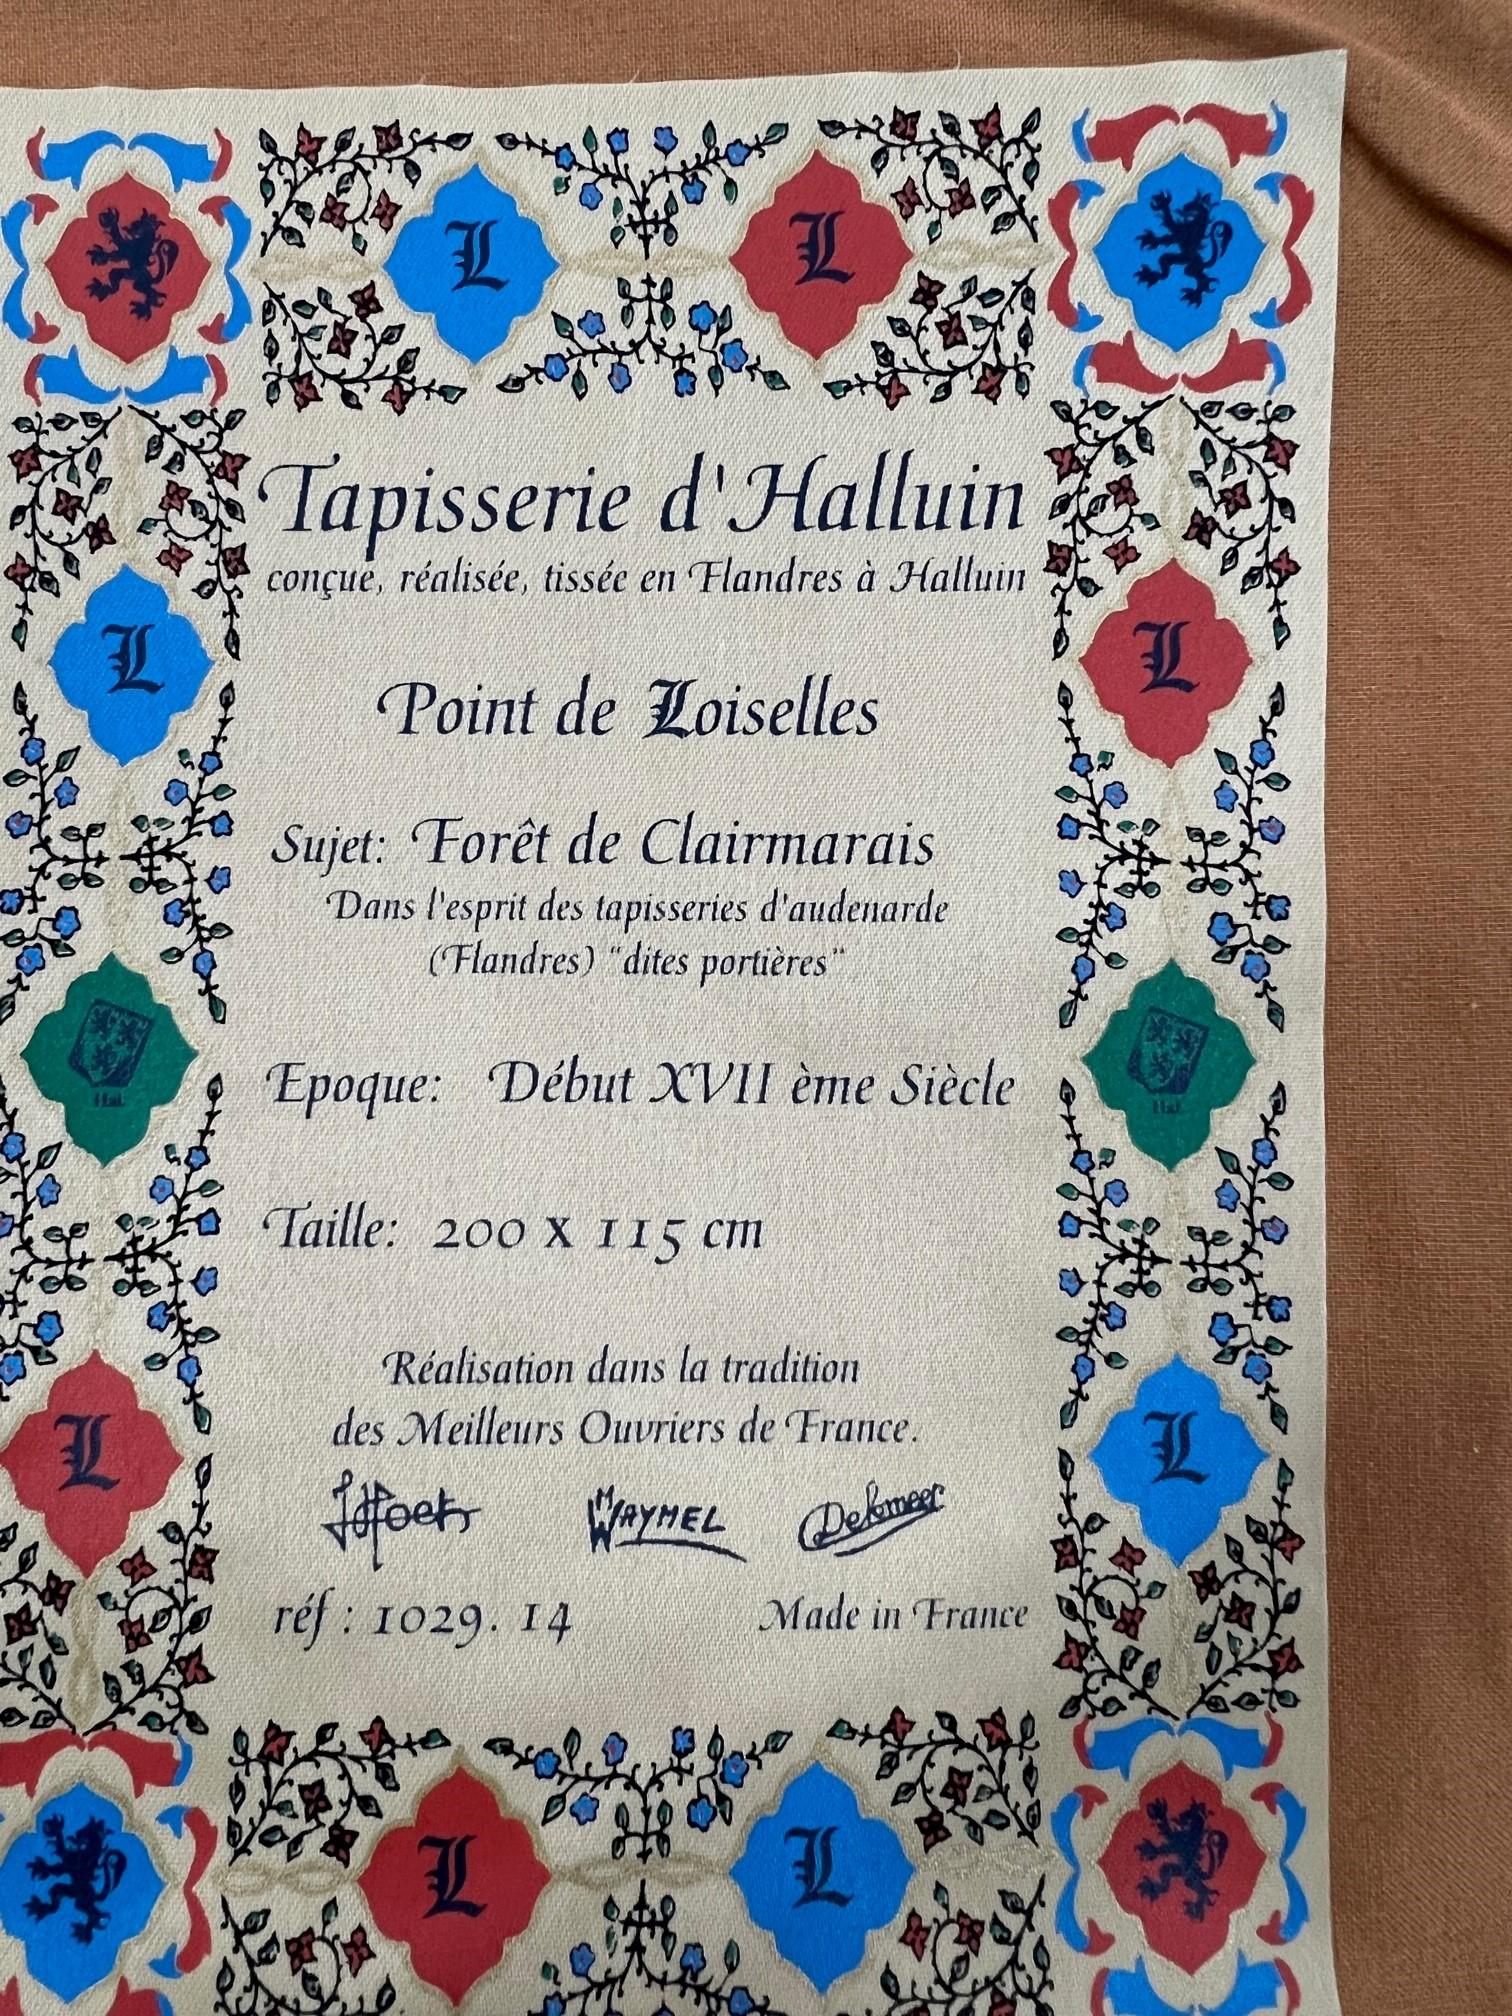 L L
Tapisserie d'Halluin
conçue, réalisée, tissée en Flandres à Halluin
L L
Point de Loiselles
Sujet: Forêt de Clairmarais
Dans l'esprit des tapisseries d'audenarde
(Flandres) "dites portières"
Epoque: Début XVII ème Siècle
Hal. Hal.
Taille: 200 x 115 cm
Réalisation dans la tradition
des Meilleurs Ouvriers de France.
L L
WAYMEL
réf : 1029. 14 Made in France
L L